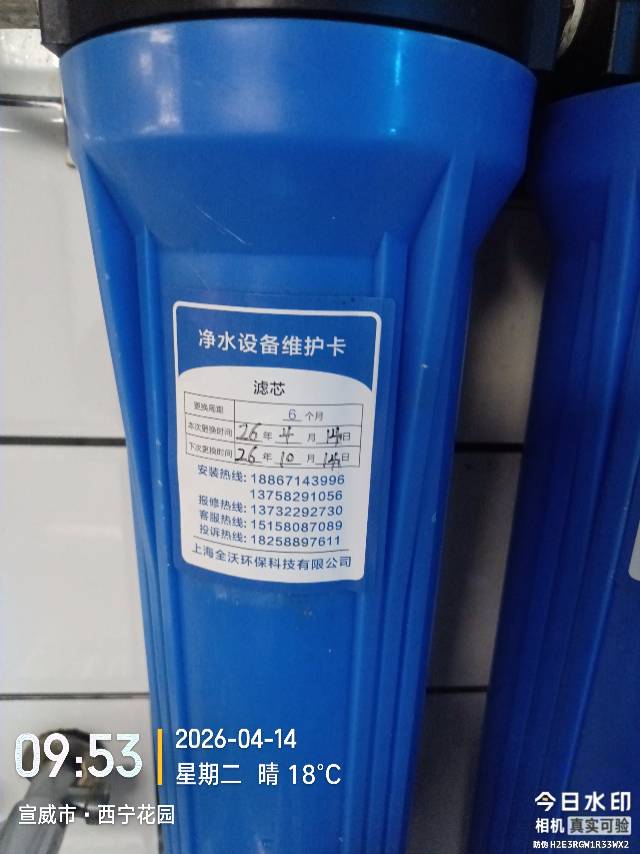 净水设备维护卡
滤芯
更换周期 6 个月
本次更换时间 26 年 4 月 14 日
下次更换时间 26 年 10 月 14 日
安装热线: 18867143996
13758291056
报修热线: 13732292730
客服热线: 15158087089
投诉热线: 18258897611
上海全沃环保科技有限公司
09:53
2026-04-14
星期二 晴 18°C
宣威市·西宁花园
今日水印
相机 真实可验
防伪 H2E3RGW1R33WX2